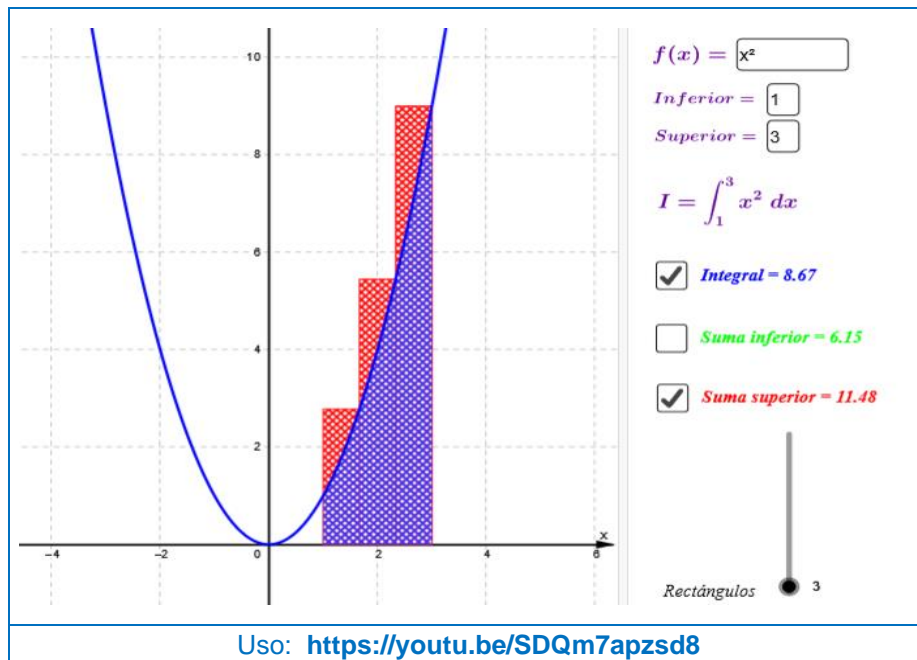 f(x) = x²
Inferior = 1
Superior = 3
I = ∫₁³ x² dx
Integral = 8.67
Suma inferior = 6.15
Suma superior = 11.48
Rectángulos 3
10
8
6
4
2
-4 -2 0 2 4 6
x
Uso: https://youtu.be/SDQm7apzsd8